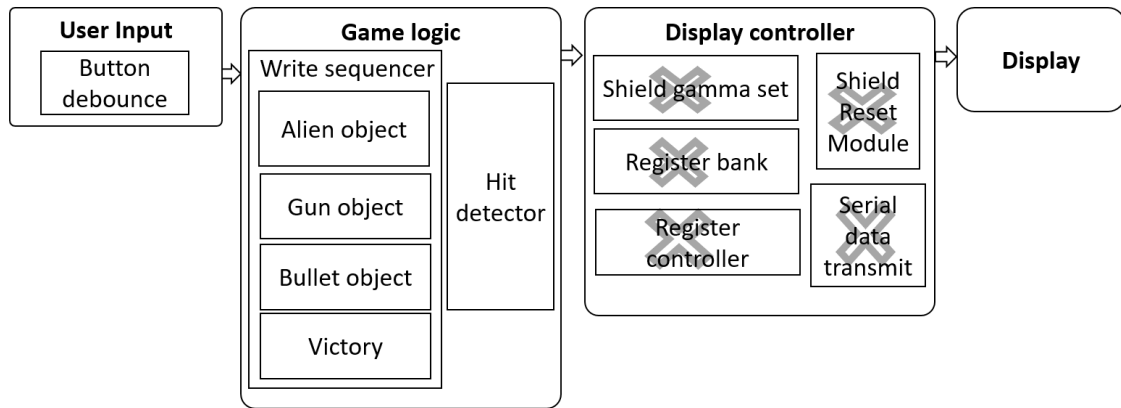 User Input
Button
debounce
Game logic
Write sequencer
Alien object
Gun object
Bullet object
Victory
Hit
detector
Display controller
Shield gamma set
Register bank
Register
controller
Shield
Reset
Module
Serial
data
transmit
Display